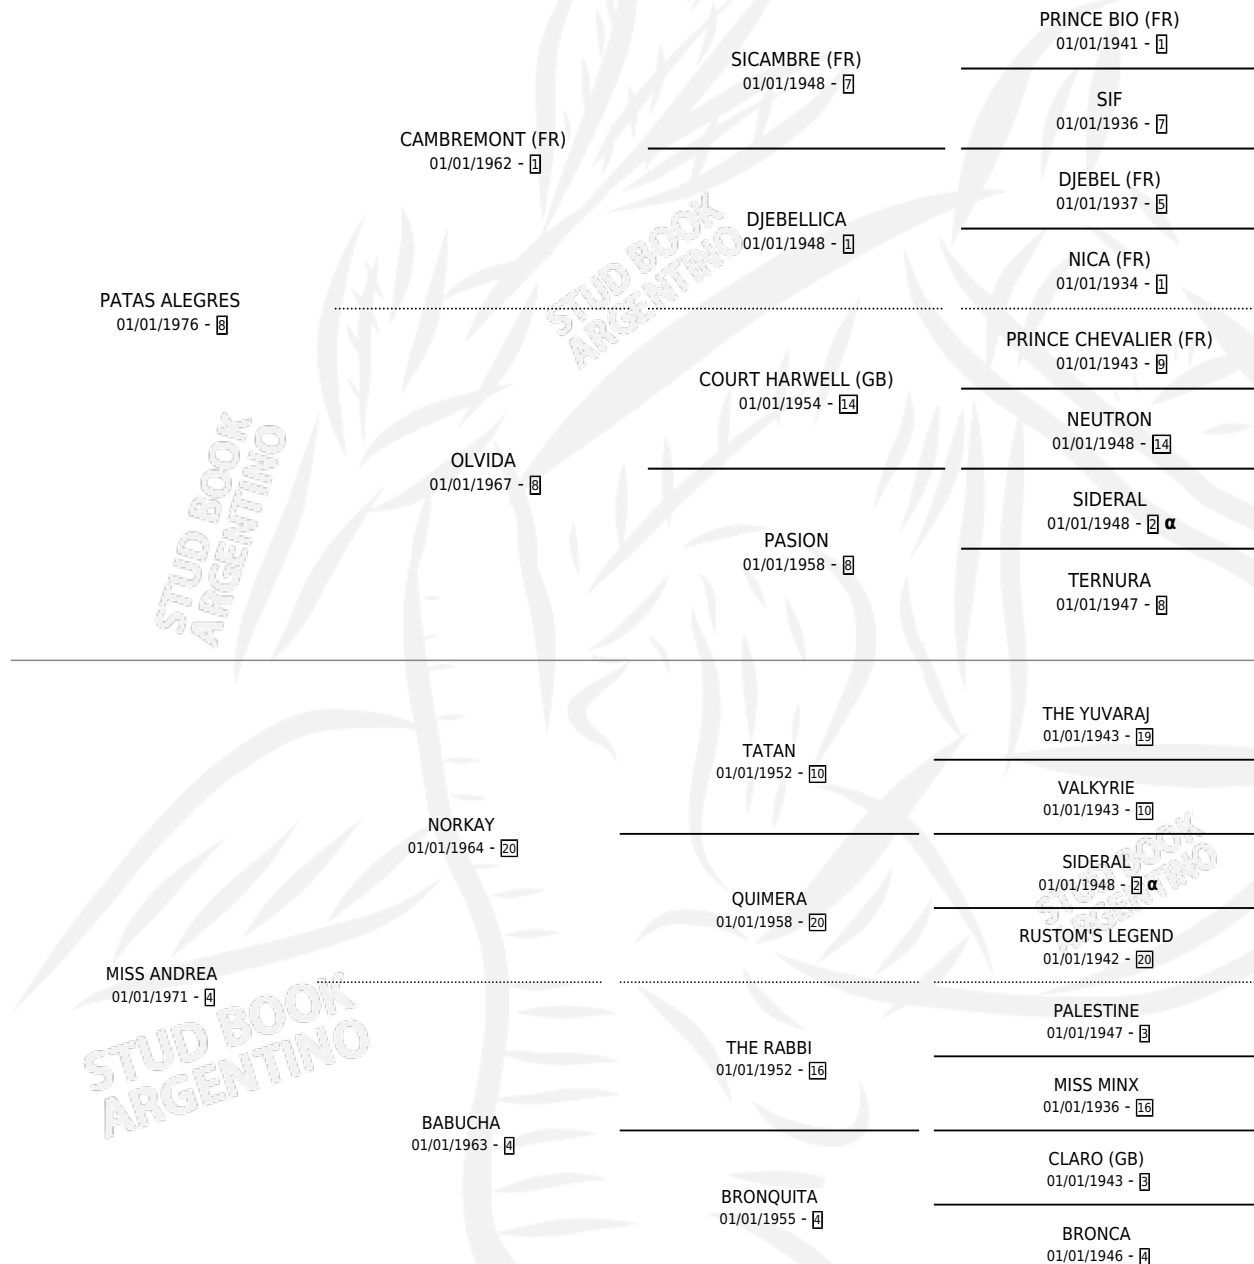 PRINCE BIO (FR)
01/01/1941 - 1
SICAMBRE (FR)
01/01/1948 - 7
SIF
01/01/1936 - 7
CAMBREMONT (FR)
01/01/1962 - 1
DJEBEL (FR)
01/01/1937 - 5
DJEBELLICA
01/01/1948 - 1
NICA (FR)
01/01/1934 - 1
PATAS ALEGRES
01/01/1976 - 8
PRINCE CHEVALIER (FR)
01/01/1943 - 9
COURT HARWELL (GB)
01/01/1954 - 14
NEUTRON
01/01/1948 - 14
OLVIDA
01/01/1967 - 8
SIDERAL
01/01/1948 - 2 α
PASION
01/01/1958 - 8
TERNURA
01/01/1947 - 8
THE YUVARAJ
01/01/1943 - 19
TATAN
01/01/1952 - 10
VALKYRIE
01/01/1943 - 10
NORKAY
01/01/1964 - 20
SIDERAL
01/01/1948 - 2 α
QUIMERA
01/01/1958 - 20
RUSTOM'S LEGEND
01/01/1942 - 20
MISS ANDREA
01/01/1971 - 4
PALESTINE
01/01/1947 - 3
THE RABBI
01/01/1952 - 16
MISS MINX
01/01/1936 - 16
BABUCHA
01/01/1963 - 4
CLARO (GB)
01/01/1943 - 3
BRONQUITA
01/01/1955 - 4
BRONCA
01/01/1946 - 4
STUD BOOK
ARGENTINO
STUD BOOK
ARGENTINO
STUD BOOK
ARGENTINO
STUD BOOK
ARGENTINO